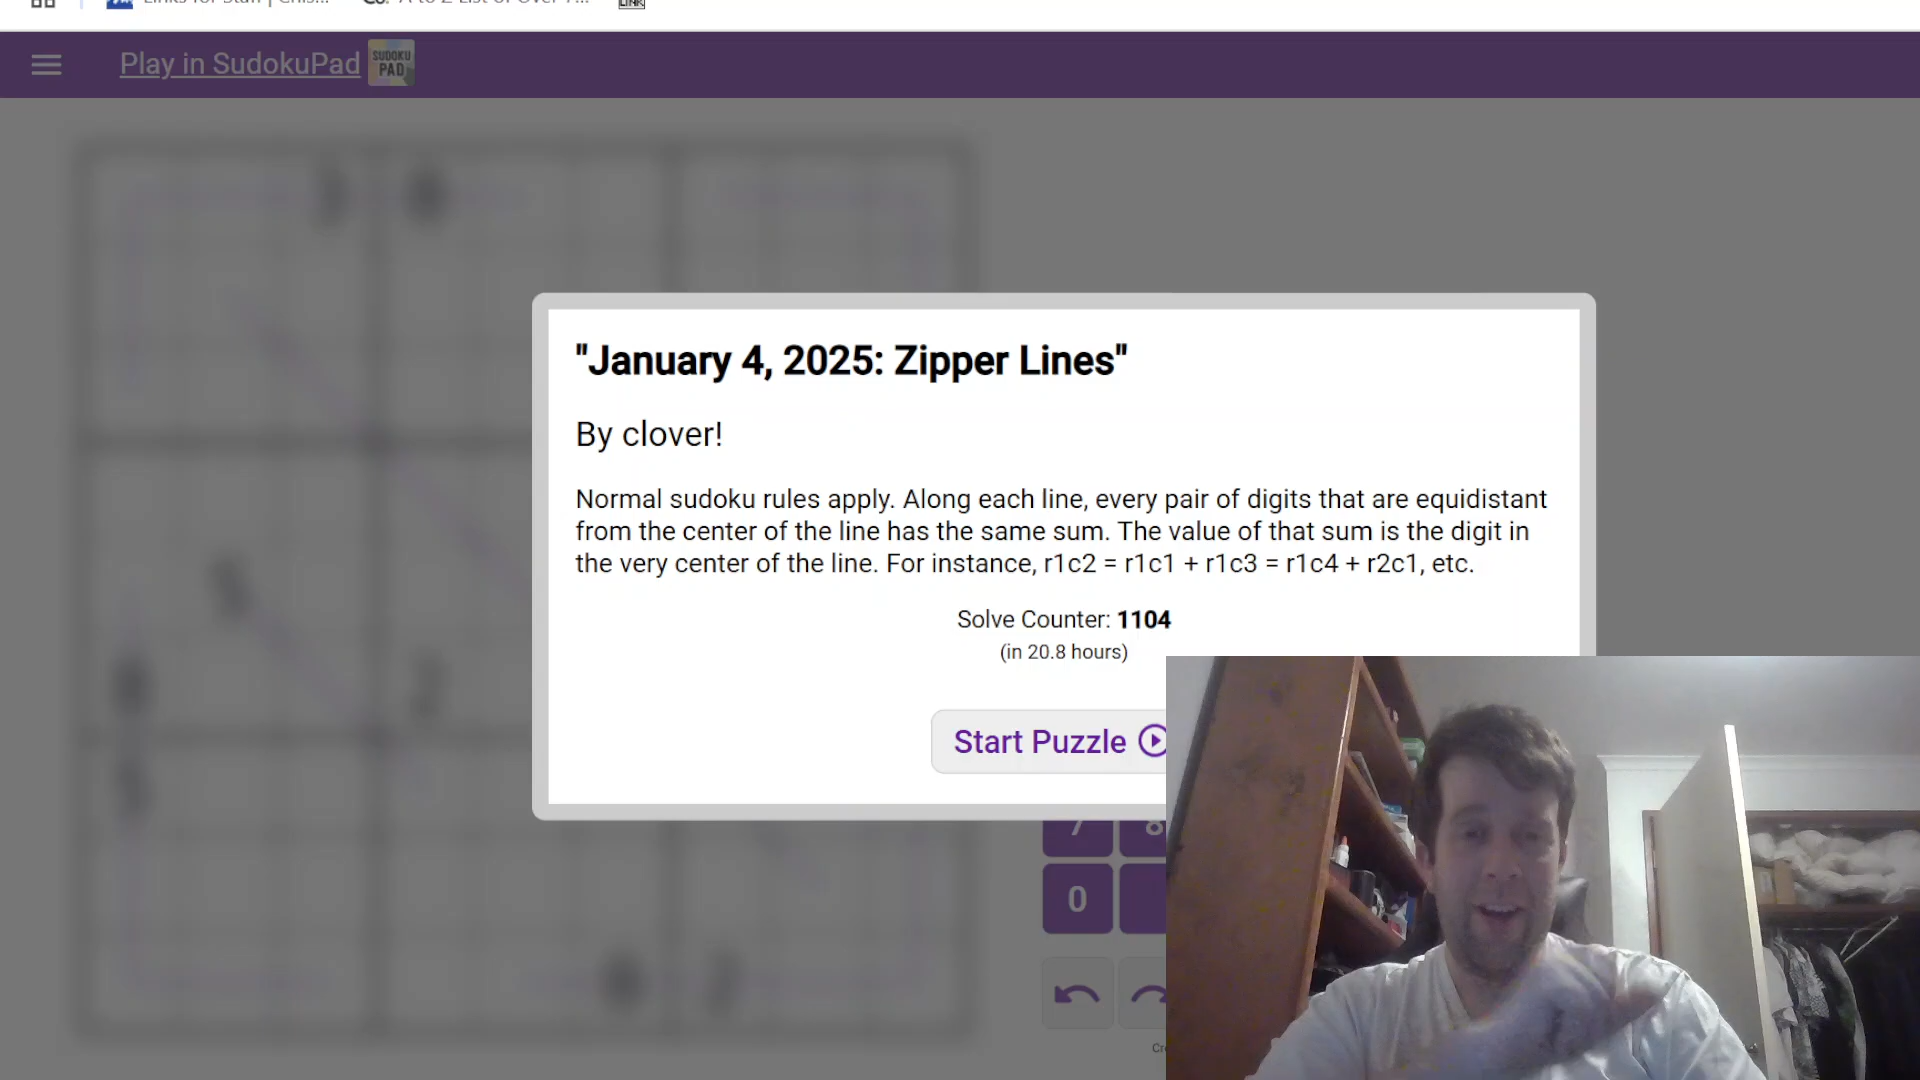 Play in SudokuPad
SUDOKU
PAD
"January 4, 2025: Zipper Lines"
By clover!
Normal sudoku rules apply. Along each line, every pair of digits that are equidistant
from the center of the line has the same sum. The value of that sum is the digit in
the very center of the line. For instance, r1c2 = r1c1 + r1c3 = r1c4 + r2c1, etc.
Solve Counter: 1104
(in 20.8 hours)
Start Puzzle
7 8
0